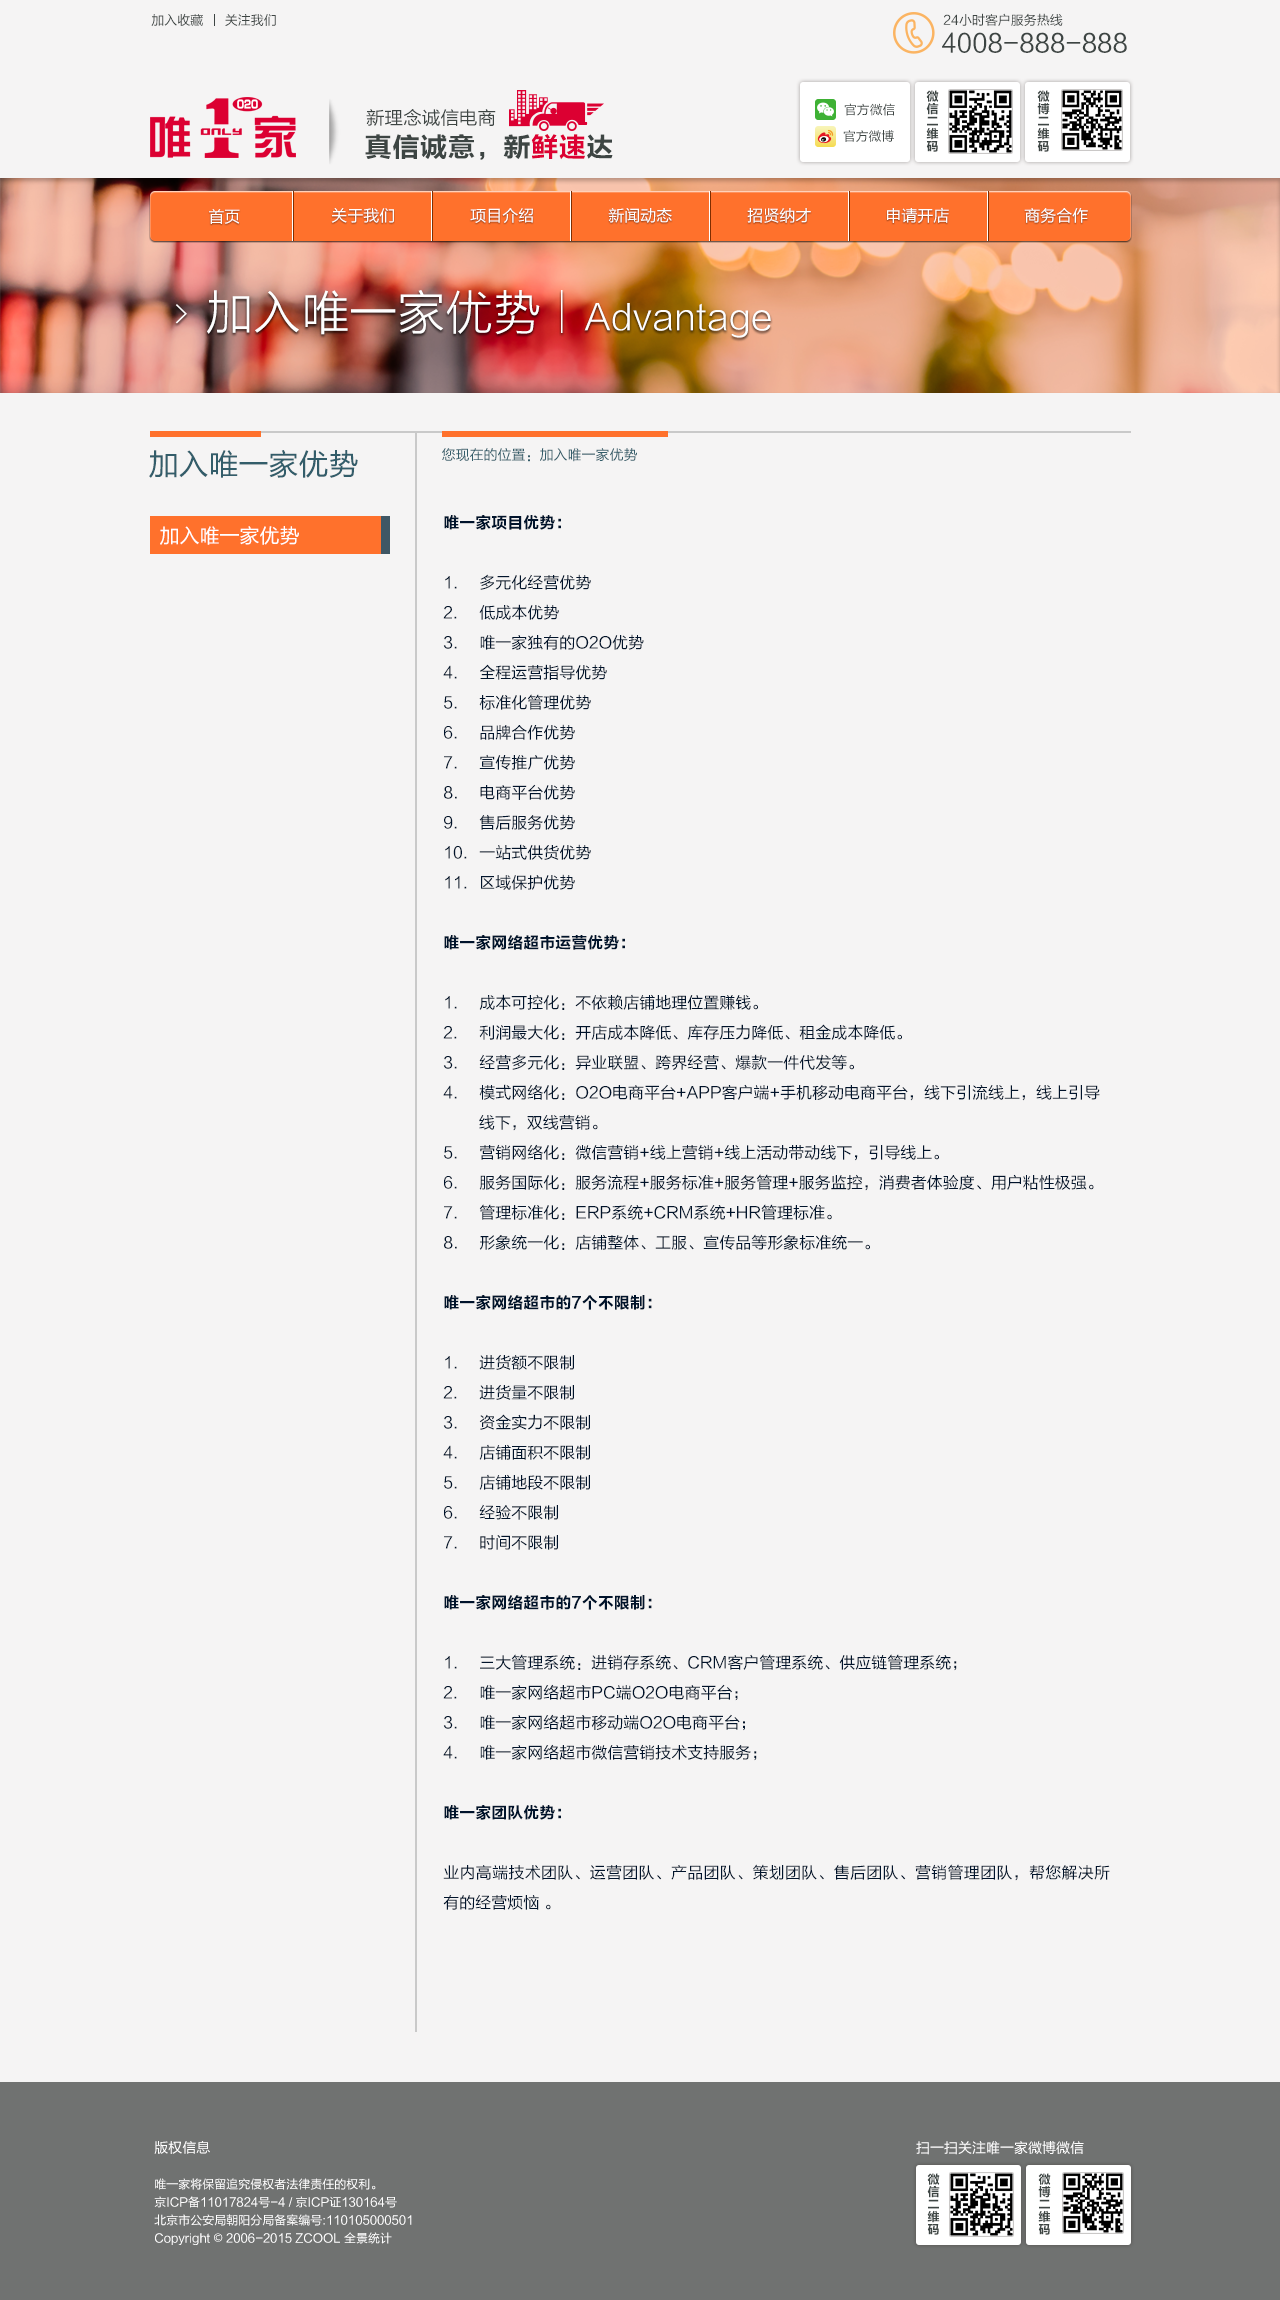 加入收藏 | 关注我们
24小时客户服务热线
4008-888-888
唯1家
O2O
ONLY
新理念诚信电商
真信诚意，新鲜速达
官方微信
官方微博
微信二维码
微博二维码
首页 关于我们 项目介绍 新闻动态 招贤纳才 申请开店 商务合作
加入唯一家优势 | Advantage
加入唯一家优势
加入唯一家优势
您现在的位置：加入唯一家优势
唯一家项目优势：
1. 多元化经营优势
2. 低成本优势
3. 唯一家独有的O2O优势
4. 全程运营指导优势
5. 标准化管理优势
6. 品牌合作优势
7. 宣传推广优势
8. 电商平台优势
9. 售后服务优势
10. 一站式供货优势
11. 区域保护优势
唯一家网络超市运营优势：
1. 成本可控化：不依赖店铺地理位置赚钱。
2. 利润最大化：开店成本降低、库存压力降低、租金成本降低。
3. 经营多元化：异业联盟、跨界经营、爆款一件代发等。
4. 模式网络化：O2O电商平台+APP客户端+手机移动电商平台，线下引流线上，线上引导
线下，双线营销。
5. 营销网络化：微信营销+线上营销+线上活动带动线下，引导线上。
6. 服务国际化：服务流程+服务标准+服务管理+服务监控，消费者体验度、用户粘性极强。
7. 管理标准化：ERP系统+CRM系统+HR管理标准。
8. 形象统一化：店铺整体、工服、宣传品等形象标准统一。
唯一家网络超市的7个不限制：
1. 进货额不限制
2. 进货量不限制
3. 资金实力不限制
4. 店铺面积不限制
5. 店铺地段不限制
6. 经验不限制
7. 时间不限制
唯一家网络超市的7个不限制：
1. 三大管理系统：进销存系统、CRM客户管理系统、供应链管理系统；
2. 唯一家网络超市PC端O2O电商平台；
3. 唯一家网络超市移动端O2O电商平台；
4. 唯一家网络超市微信营销技术支持服务；
唯一家团队优势：
业内高端技术团队、运营团队、产品团队、策划团队、售后团队、营销管理团队，帮您解决所
有的经营烦恼 。
版权信息
唯一家将保留追究侵权者法律责任的权利。
京ICP备11017824号-4 / 京ICP证130164号
北京市公安局朝阳分局备案编号:110105000501
Copyright © 2006-2015 ZCOOL 全景统计
扫一扫关注唯一家微博微信
微信二维码
微博二维码